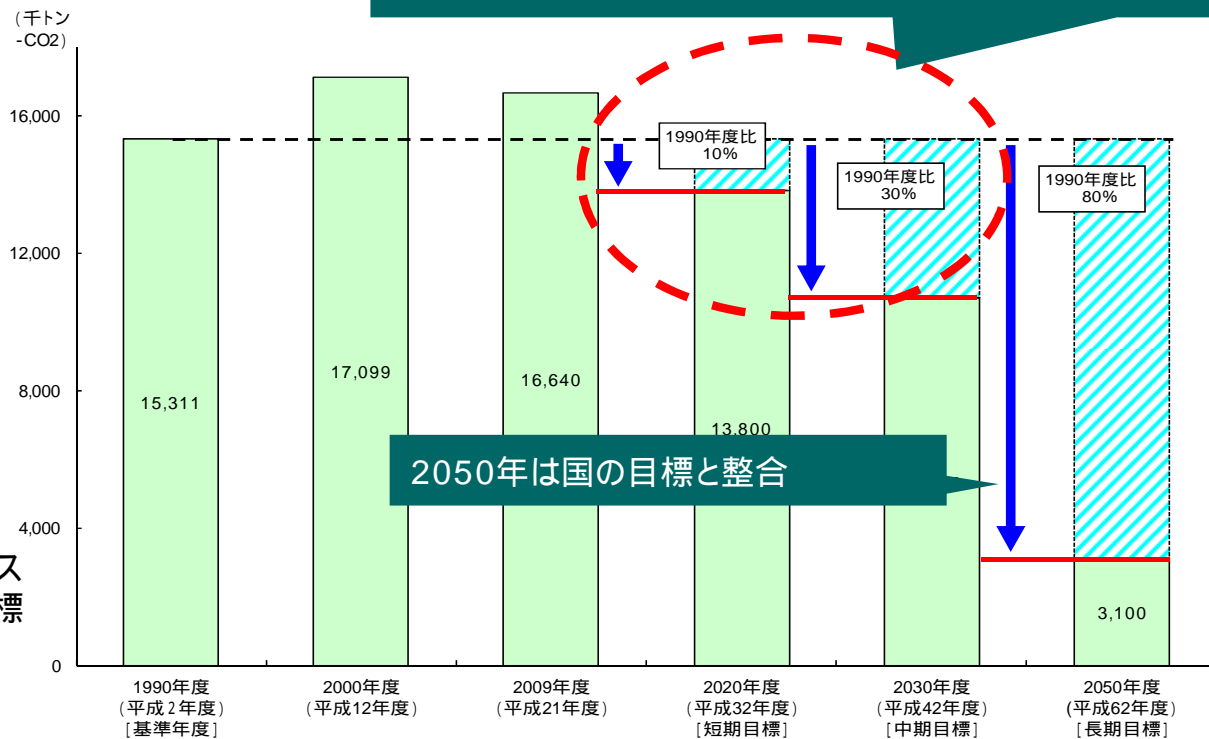 (千トン
-CO2)
16,000
12,000
8,000
4,000
0
1990年度比
10%
1990年度比
30%
1990年度比
80%
15,311
17,099
16,640
13,800
3,100
2050年は国の目標と整合
ス
標
1990年度
(平成2年度)
[基準年度]
2000年度
(平成12年度)
2009年度
(平成21年度)
2020年度
(平成32年度)
[短期目標]
2030年度
(平成42年度)
[中期目標]
2050年度
(平成62年度)
[長期目標]